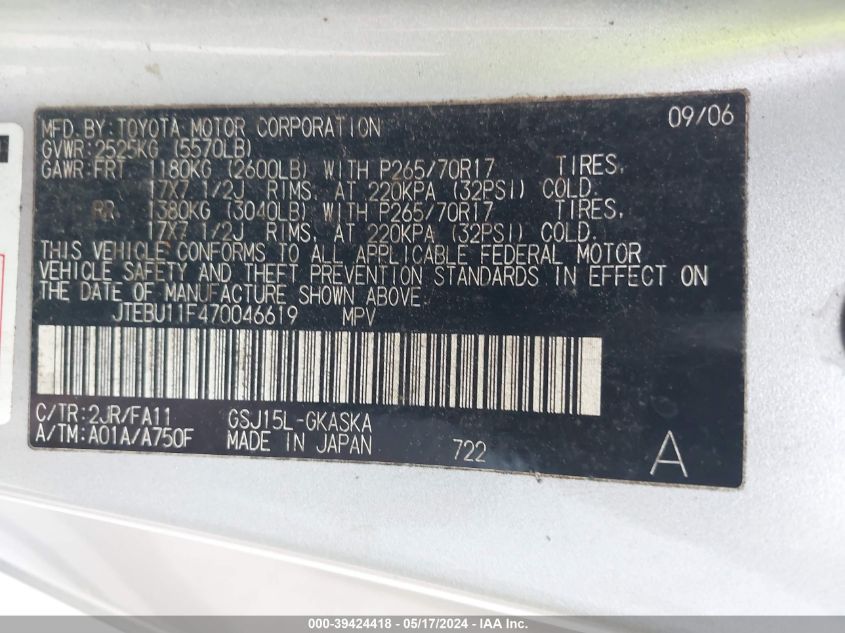 MFD. BY: TOYOTA MOTOR CORPORATION 09/06
GVWR: 2525KG (5570LB)
GAWR: FRT 1180KG (2600LB) WITH P265/70R17 TIRES,
17X7 1/2J RIMS, AT 220KPA (32PSI) COLD.
RR 1380KG (3040LB) WITH P265/70R17 TIRES,
17X7 1/2J RIMS, AT 220KPA (32PSI) COLD.
THIS VEHICLE CONFORMS TO ALL APPLICABLE FEDERAL MOTOR
VEHICLE SAFETY AND THEFT PREVENTION STANDARDS IN EFFECT ON
THE DATE OF MANUFACTURE SHOWN ABOVE.
JTEBU11F470046619 MPV
C/TR: 2JR/FA11 GSJ15L-GKASKA
A/TM: A01A/A750F MADE IN JAPAN 722 A
000-39424418 - 05/17/2024 - IAA Inc.